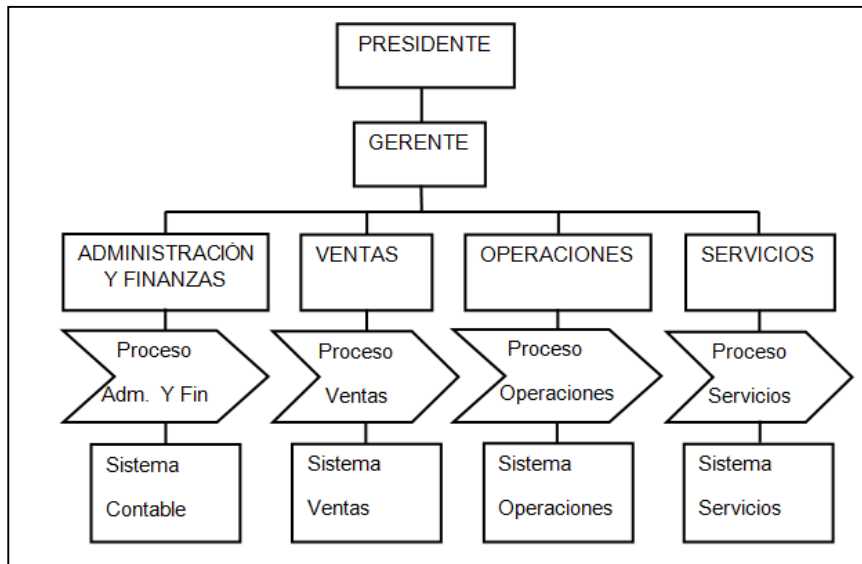 PRESIDENTE
GERENTE
ADMINISTRACIÓN
Y FINANZAS
VENTAS
OPERACIONES
SERVICIOS
Proceso
Adm. Y Fin
Proceso
Ventas
Proceso
Operaciones
Proceso
Servicios
Sistema
Contable
Sistema
Ventas
Sistema
Operaciones
Sistema
Servicios